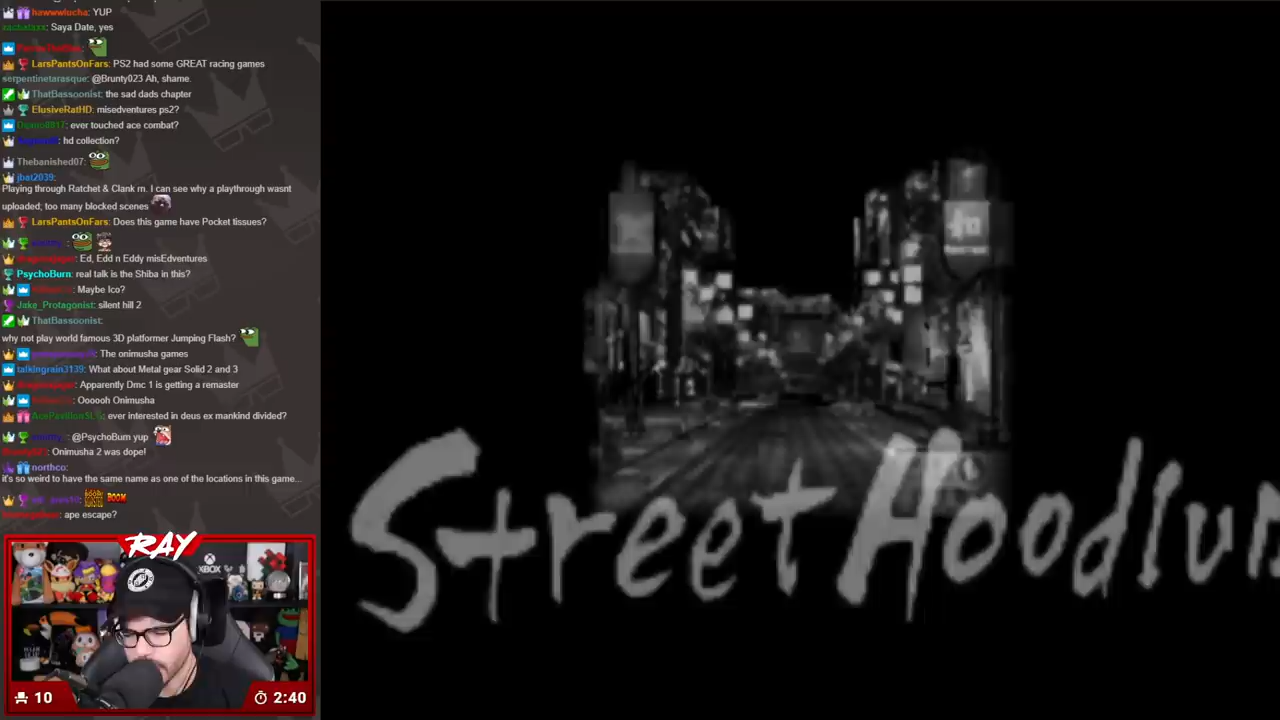 hawwwlucha: YUP
Saya Date, yes
LarsPantsOnFars: PS2 had some GREAT racing games
serpentinetarasque: @Brunty023 Ah, shame.
ThatBassoonist: the sad dads chapter
ElusiveRatHD: misedventures ps2?
ever touched ace combat?
hd collection?
Thebanished07:
jbat2039:
Playing through Ratchet & Clank rn. I can see why a playthrough wasnt
uploaded; too many blocked scenes
LarsPantsOnFars: Does this game have Pocket tissues?
Ed, Edd n Eddy misEdventures
PsychoBurn: real talk is the Shiba in this?
Maybe Ico?
Jake_Protagonist: silent hill 2
ThatBassoonist:
why not play world famous 3D platformer Jumping Flash?
The onimusha games
talkingrain3139: What about Metal gear Solid 2 and 3
Apparently Dmc 1 is getting a remaster
Oooooh Onimusha
ever interested in deus ex mankind divided?
@PsychoBurn yup
Onimusha 2 was dope!
northco:
it's so weird to have the same name as one of the locations in this game...
BOOM
ape escape?
Street Hoodlum
RAY
XBOX
10
2:40